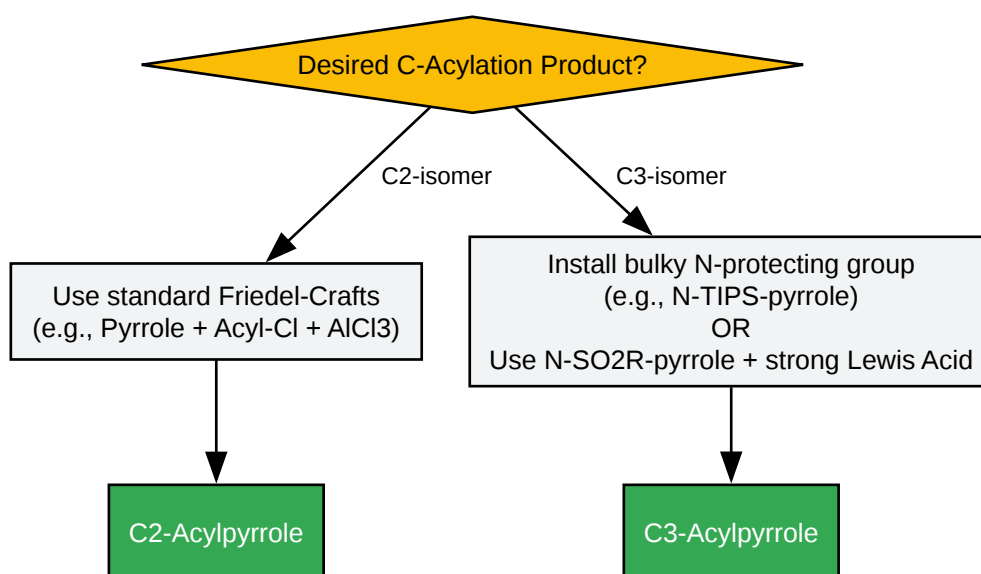 Desired C-Acylation Product?
C2-isomer
C3-isomer
Use standard Friedel-Crafts
(e.g., Pyrrole + Acyl-Cl + AlCl3)
Install bulky N-protecting group
(e.g., N-TIPS-pyrrole)
OR
Use N-SO2R-pyrrole + strong Lewis Acid
C2-Acylpyrrole
C3-Acylpyrrole